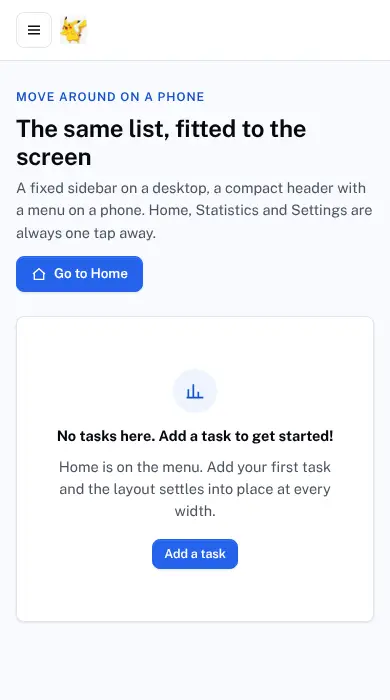 MOVE AROUND ON A PHONE
The same list, fitted to the
screen
A fixed sidebar on a desktop, a compact header with
a menu on a phone. Home, Statistics and Settings are
always one tap away.
Go to Home
No tasks here. Add a task to get started!
Home is on the menu. Add your first task
and the layout settles into place at every
width.
Add a task